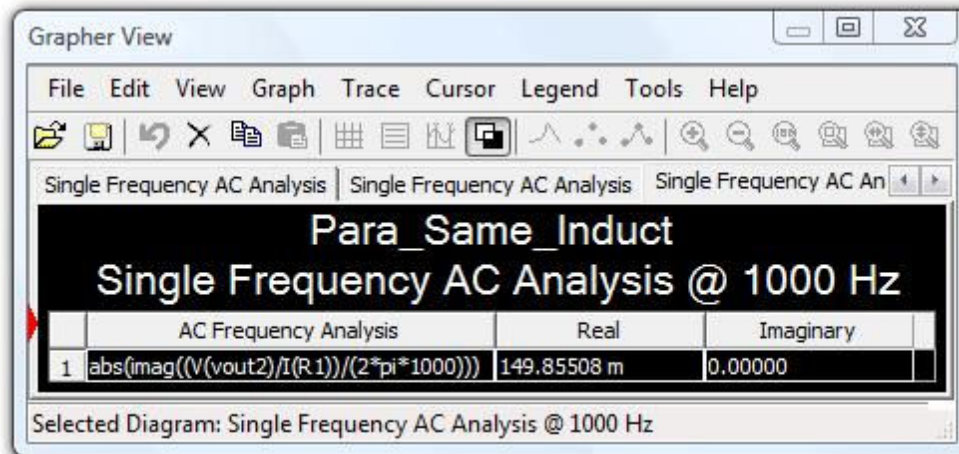 Grapher View
File Edit View Graph Trace Cursor Legend Tools Help
Single Frequency AC Analysis Single Frequency AC Analysis Single Frequency AC An
Para_Same_Induct
Single Frequency AC Analysis @ 1000 Hz
AC Frequency Analysis Real Imaginary
1 abs(imag((V(vout2)/I(R1))/(2*pi*1000))) 149.85508 m 0.00000
Selected Diagram: Single Frequency AC Analysis @ 1000 Hz